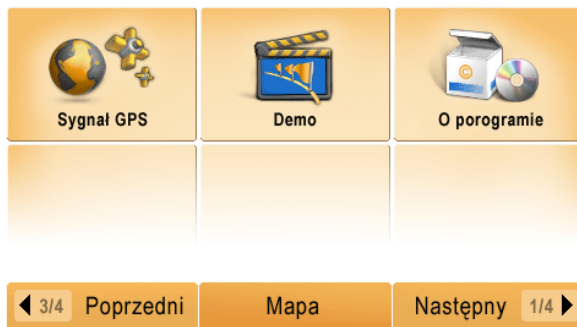 Sygnał GPS
Demo
O porogramie
3/4 Poprzedni
Mapa
Następny 1/4